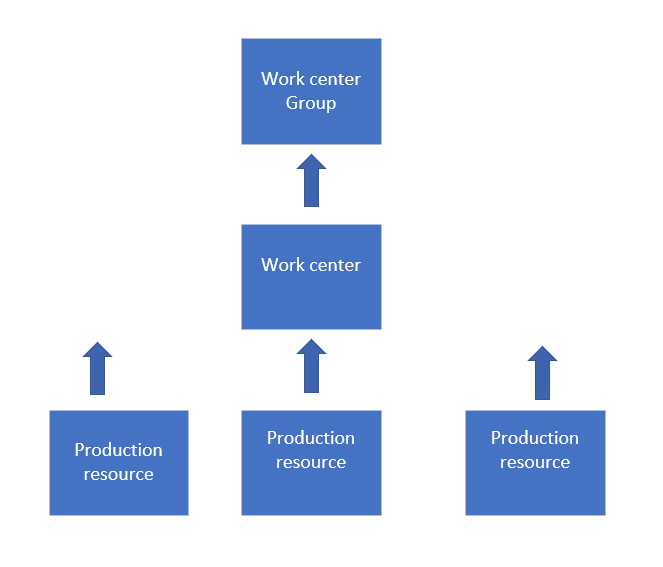 Work center
Group
Work center
Production
resource
Production
resource
Production
resource